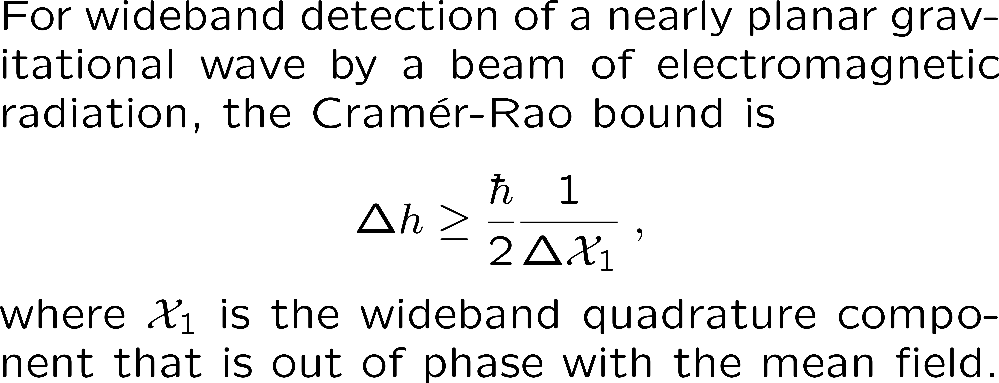 For wideband detection of a nearly planar grav-
itational wave by a beam of electromagnetic
radiation, the Cramér-Rao bound is
$\Delta h \geq \frac{\hbar}{2} \frac{1}{\Delta \mathcal{X}_1}$ ,
where $\mathcal{X}_1$ is the wideband quadrature compo-
nent that is out of phase with the mean field.